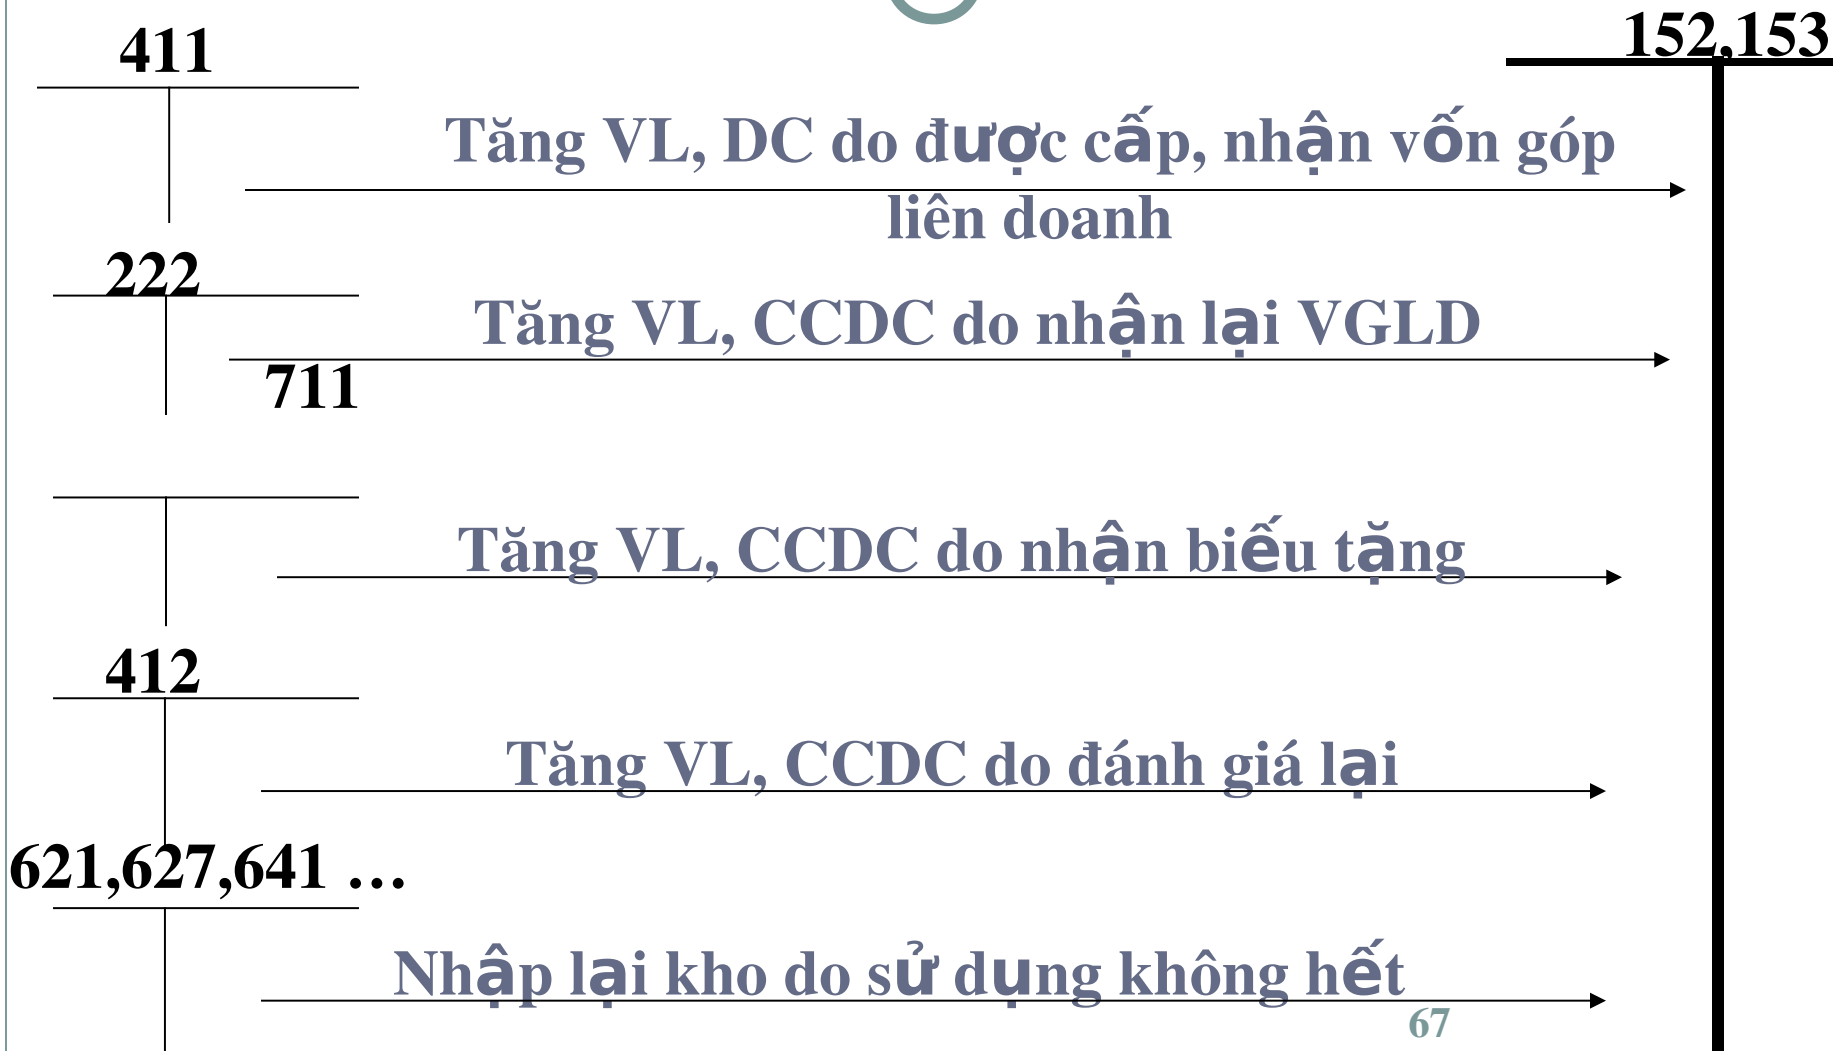 411
152,153
Tăng VL, DC do được cấp, nhận vốn góp
liên doanh
222
Tăng VL, CCDC do nhận lại VGLD
711
Tăng VL, CCDC do nhận biếu tặng
412
Tăng VL, CCDC do đánh giá lại
621,627,641 …
Nhập lại kho do sử dụng không hết
67